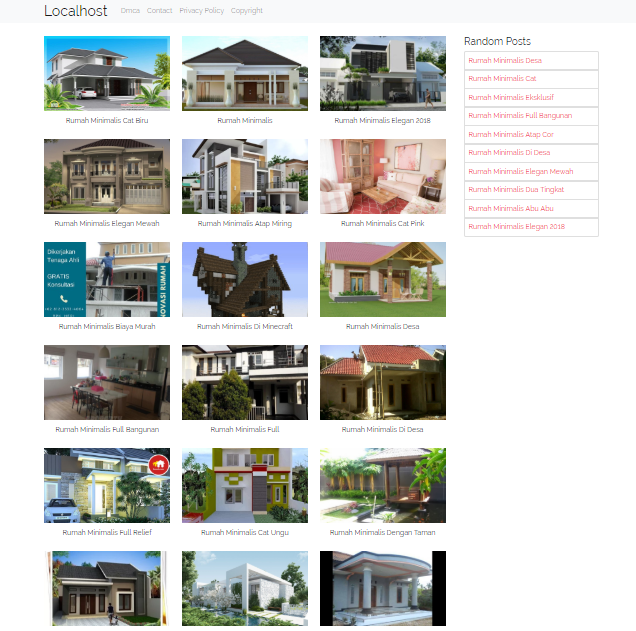 Localhost
Dmca Contact Privacy Policy Copyright
Rumah Minimalis Cat Biru
Rumah Minimalis
Rumah Minimalis Elegan 2018
Rumah Minimalis Elegan Mewah
Rumah Minimalis Atap Miring
Rumah Minimalis Cat Pink
Dikerjakan
Tenaga Ahli
GRATIS
Konsultasi
NOVASI RUMAH
Rumah Minimalis Biaya Murah
Rumah Minimalis Di Minecraft
Rumah Minimalis Desa
Rumah Minimalis Full Bangunan
Rumah Minimalis Full
Rumah Minimalis Di Desa
Rumah Minimalis Full Relief
Rumah Minimalis Cat Ungu
Rumah Minimalis Dengan Taman
Random Posts
Rumah Minimalis Desa
Rumah Minimalis Cat
Rumah Minimalis Eksklusif
Rumah Minimalis Full Bangunan
Rumah Minimalis Atap Cor
Rumah Minimalis Di Desa
Rumah Minimalis Elegan Mewah
Rumah Minimalis Dua Tingkat
Rumah Minimalis Abu Abu
Rumah Minimalis Elegan 2018